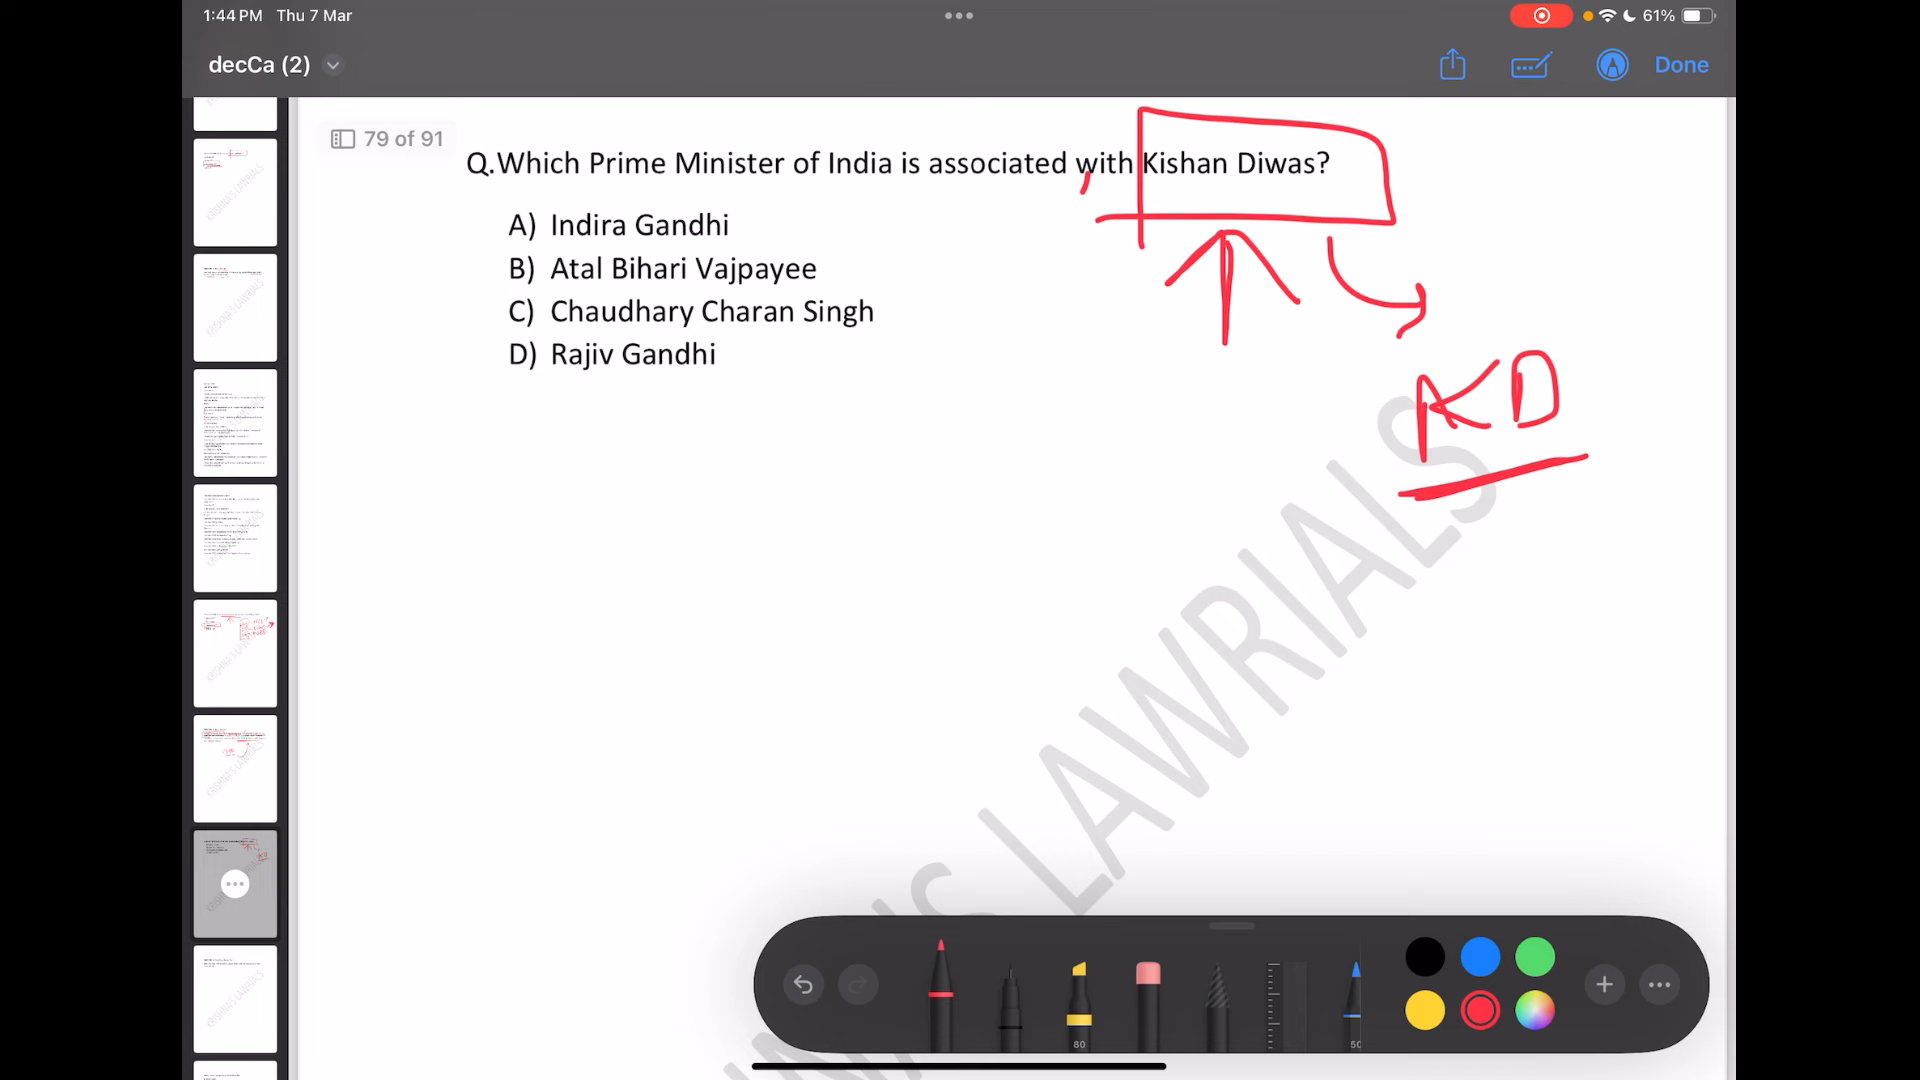 1:44 PM Thu 7 Mar
61%
decCa (2)
Done
79 of 91
Q.Which Prime Minister of India is associated with Kishan Diwas?
A) Indira Gandhi
B) Atal Bihari Vajpayee
C) Chaudhary Charan Singh
D) Rajiv Gandhi
KD
LAWRIALS
80
50